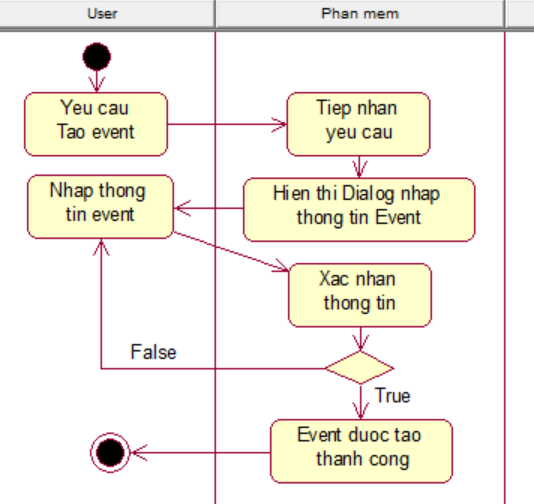 User
Phan mem
Yeu cau
Tao event
Tiep nhan
yeu cau
Hien thi Dialog nhap
thong tin Event
Nhap thong
tin event
Xac nhan
thong tin
False
True
Event duoc tao
thanh cong